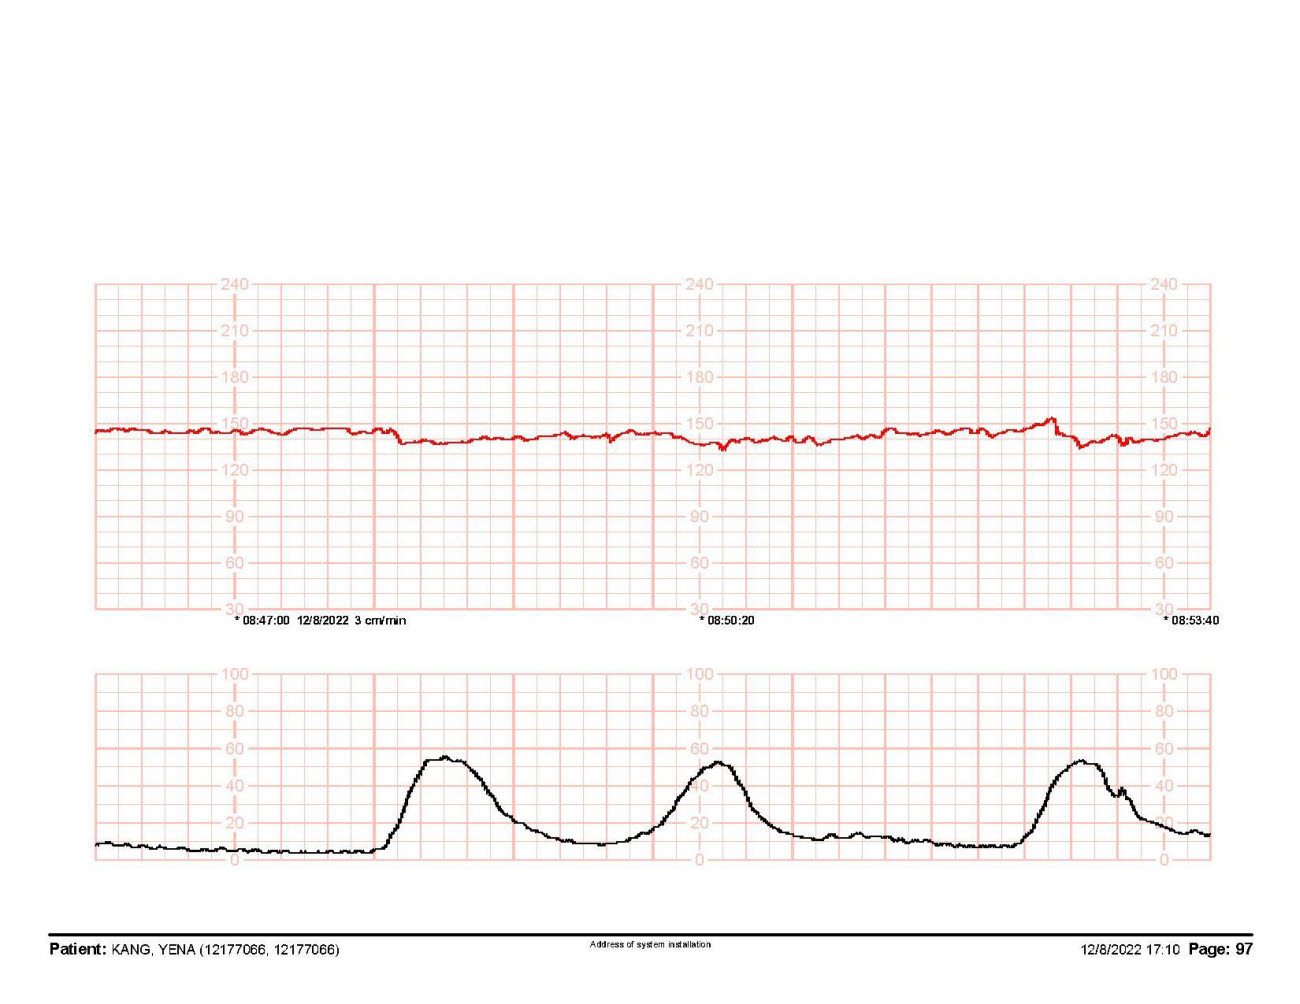 240 240 240
210 210 210
180 180 180
150 150 150
120 120 120
90 90 90
60 60 60
30 30 30
* 08:47:00 12/8/2022 3 cm/min * 08:50:20 * 08:53:40
100 100 100
80 80 80
60 60 60
40 40 40
20 20 20
0 0 0
Patient: KANG, YENA (12177066, 12177066) Address of system installation 12/8/2022 17:10 Page: 97